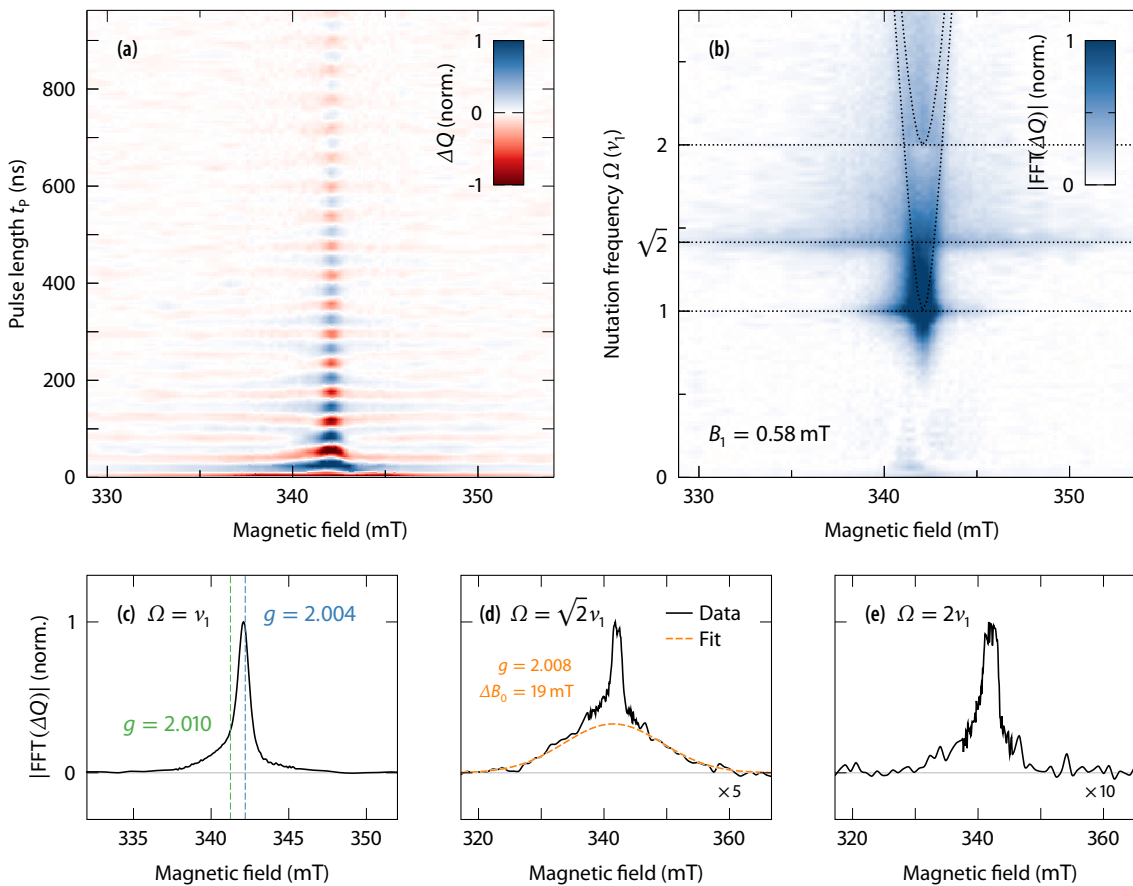 (a)
ΔQ (norm.)
1
0
-1
Pulse length tP (ns)
0
200
400
600
800
330
340
350
Magnetic field (mT)
(b)
|FFT(ΔQ)| (norm.)
1
0
Nutation frequency Ω (ν1)
2
√2
1
0
B1 = 0.58 mT
330
340
350
Magnetic field (mT)
(c) Ω = ν1
g = 2.004
g = 2.010
|FFT(ΔQ)| (norm.)
1
0
335
340
345
350
Magnetic field (mT)
(d) Ω = √2ν1
Data
Fit
g = 2.008
ΔB0 = 19 mT
×5
320
340
360
Magnetic field (mT)
(e) Ω = 2ν1
×10
320
340
360
Magnetic field (mT)